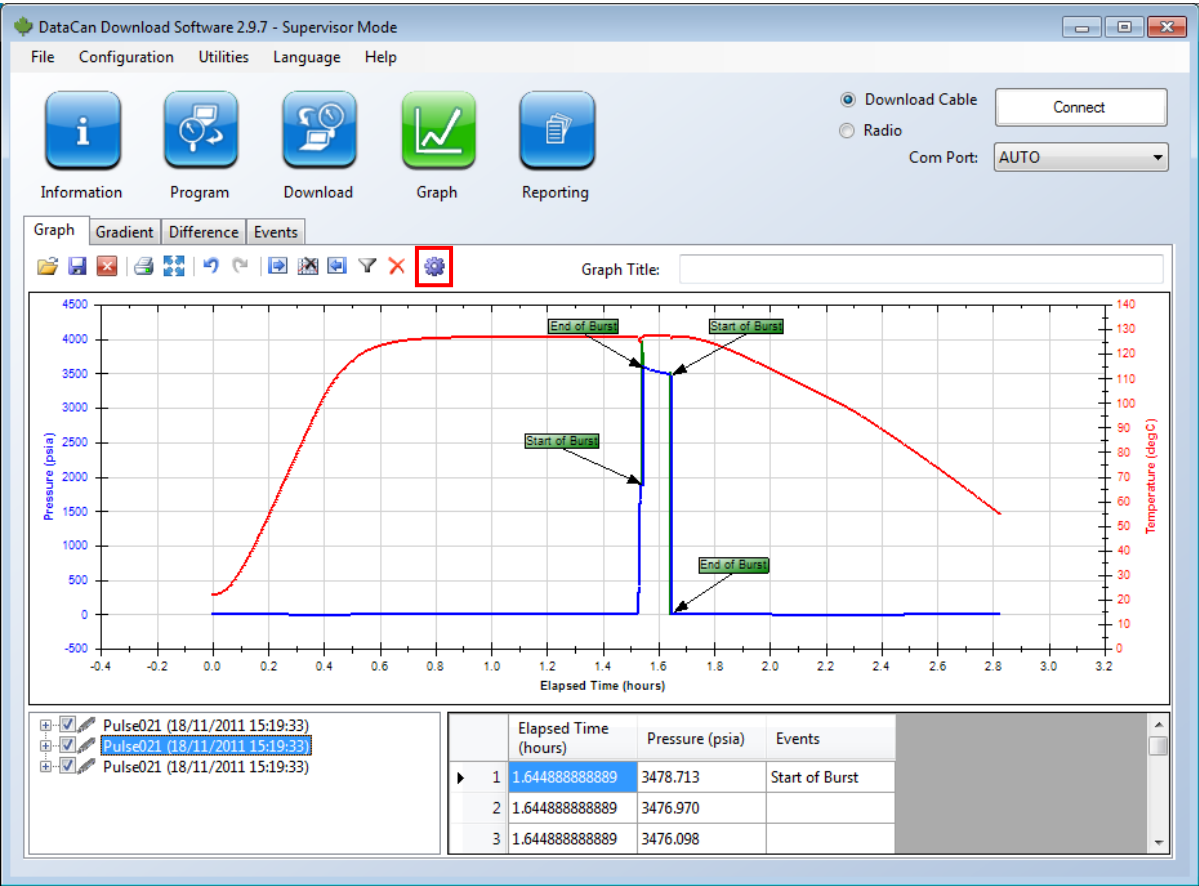 DataCan Download Software 2.9.7 - Supervisor Mode
File Configuration Utilities Language Help
Download Cable
Connect
Radio
Com Port: AUTO
Information Program Download Graph Reporting
Graph Gradient Difference Events
Graph Title:
4500
4000
3500
3000
2500
2000
1500
1000
500
0
-500
Pressure (psia)
End of Burst
Start of Burst
Start of Burst
End of Burst
140
130
120
110
100
90
80
70
60
50
40
30
20
10
0
Temperature (degC)
-0.4 -0.2 0.0 0.2 0.4 0.6 0.8 1.0 1.2 1.4 1.6 1.8 2.0 2.2 2.4 2.6 2.8 3.0 3.2
Elapsed Time (hours)
Pulse021 (18/11/2011 15:19:33)
Pulse021 (18/11/2011 15:19:33)
Pulse021 (18/11/2011 15:19:33)
Elapsed Time
(hours) Pressure (psia) Events
1 1.644888888889 3478.713 Start of Burst
2 1.644888888889 3476.970
3 1.644888888889 3476.098